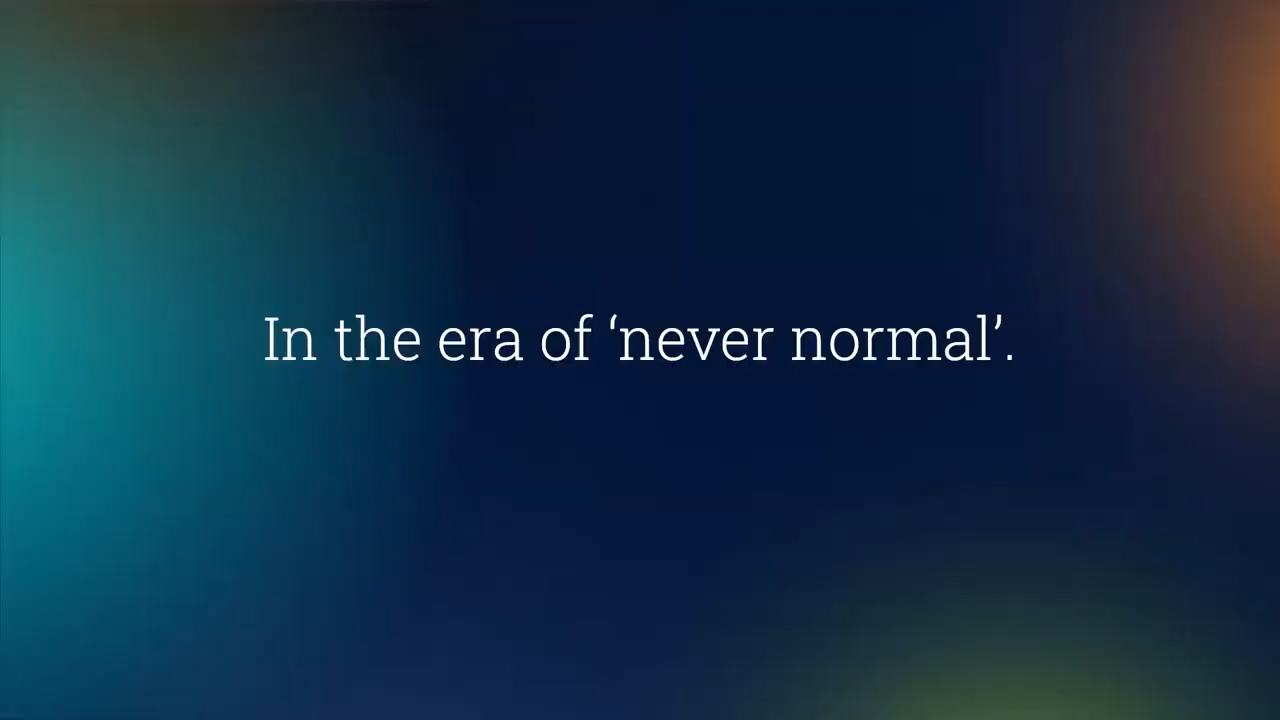 In the era of ‘never normal’.